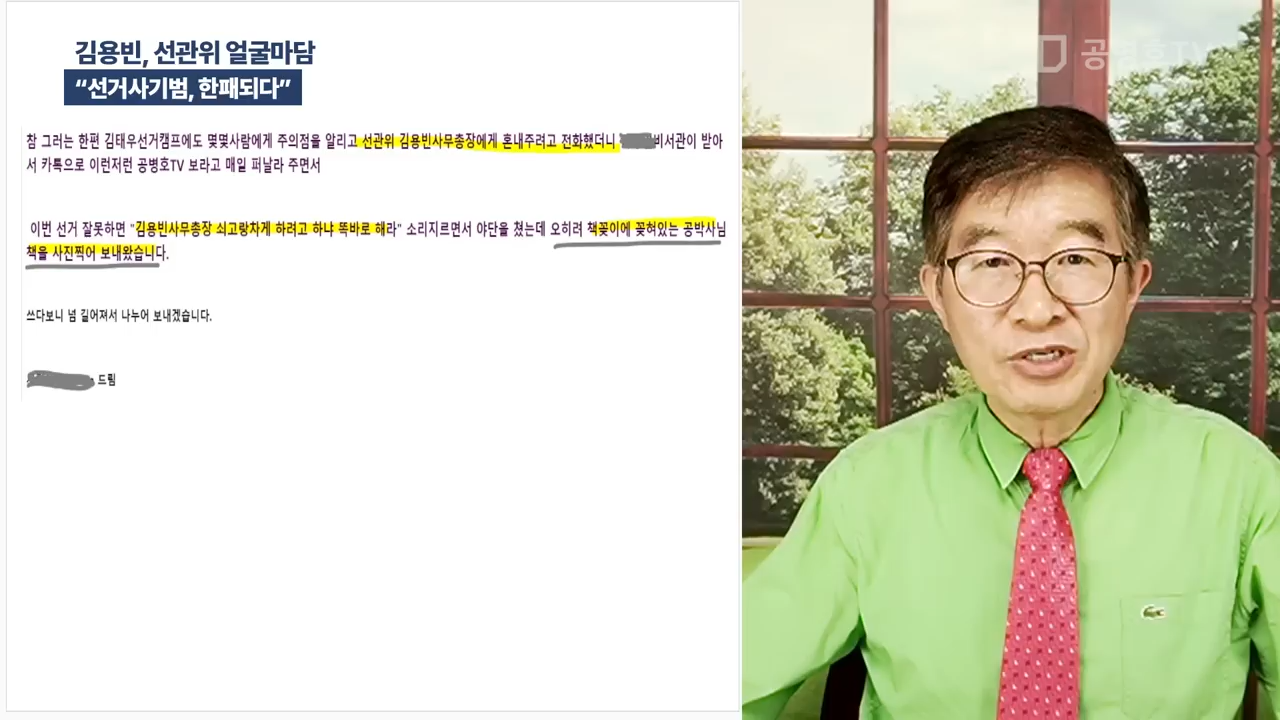 김용빈, 선관위 얼굴마담
“선거사기범, 한패되다”
공병호TV
참 그러는 한편 김태우선거캠프에도 몇몇사람에게 주의점을 알리고 선관위 김용빈사무총장에게 혼내주려고 전화했더니 비서관이 받아
서 카톡으로 이런저런 공병호TV 보라고 매일 퍼날라 주면서
이번 선거 잘못하면 "김용빈사무총장 쇠고랑차게 하려고 하냐 똑바로 해라" 소리지르면서 야단을 쳤는데 오히려 책꽂이에 꽂혀있는 공박사님
책을 사진찍어 보내왔습니다.
쓰다보니 넘 길어져서 나누어 보내겠습니다.
드림